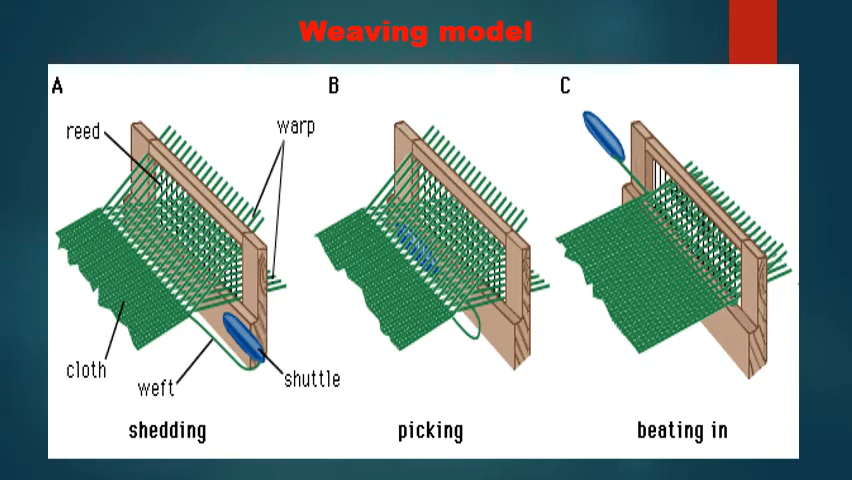 Weaving model
A
B
C
reed
warp
cloth
weft
shuttle
shedding
picking
beating in